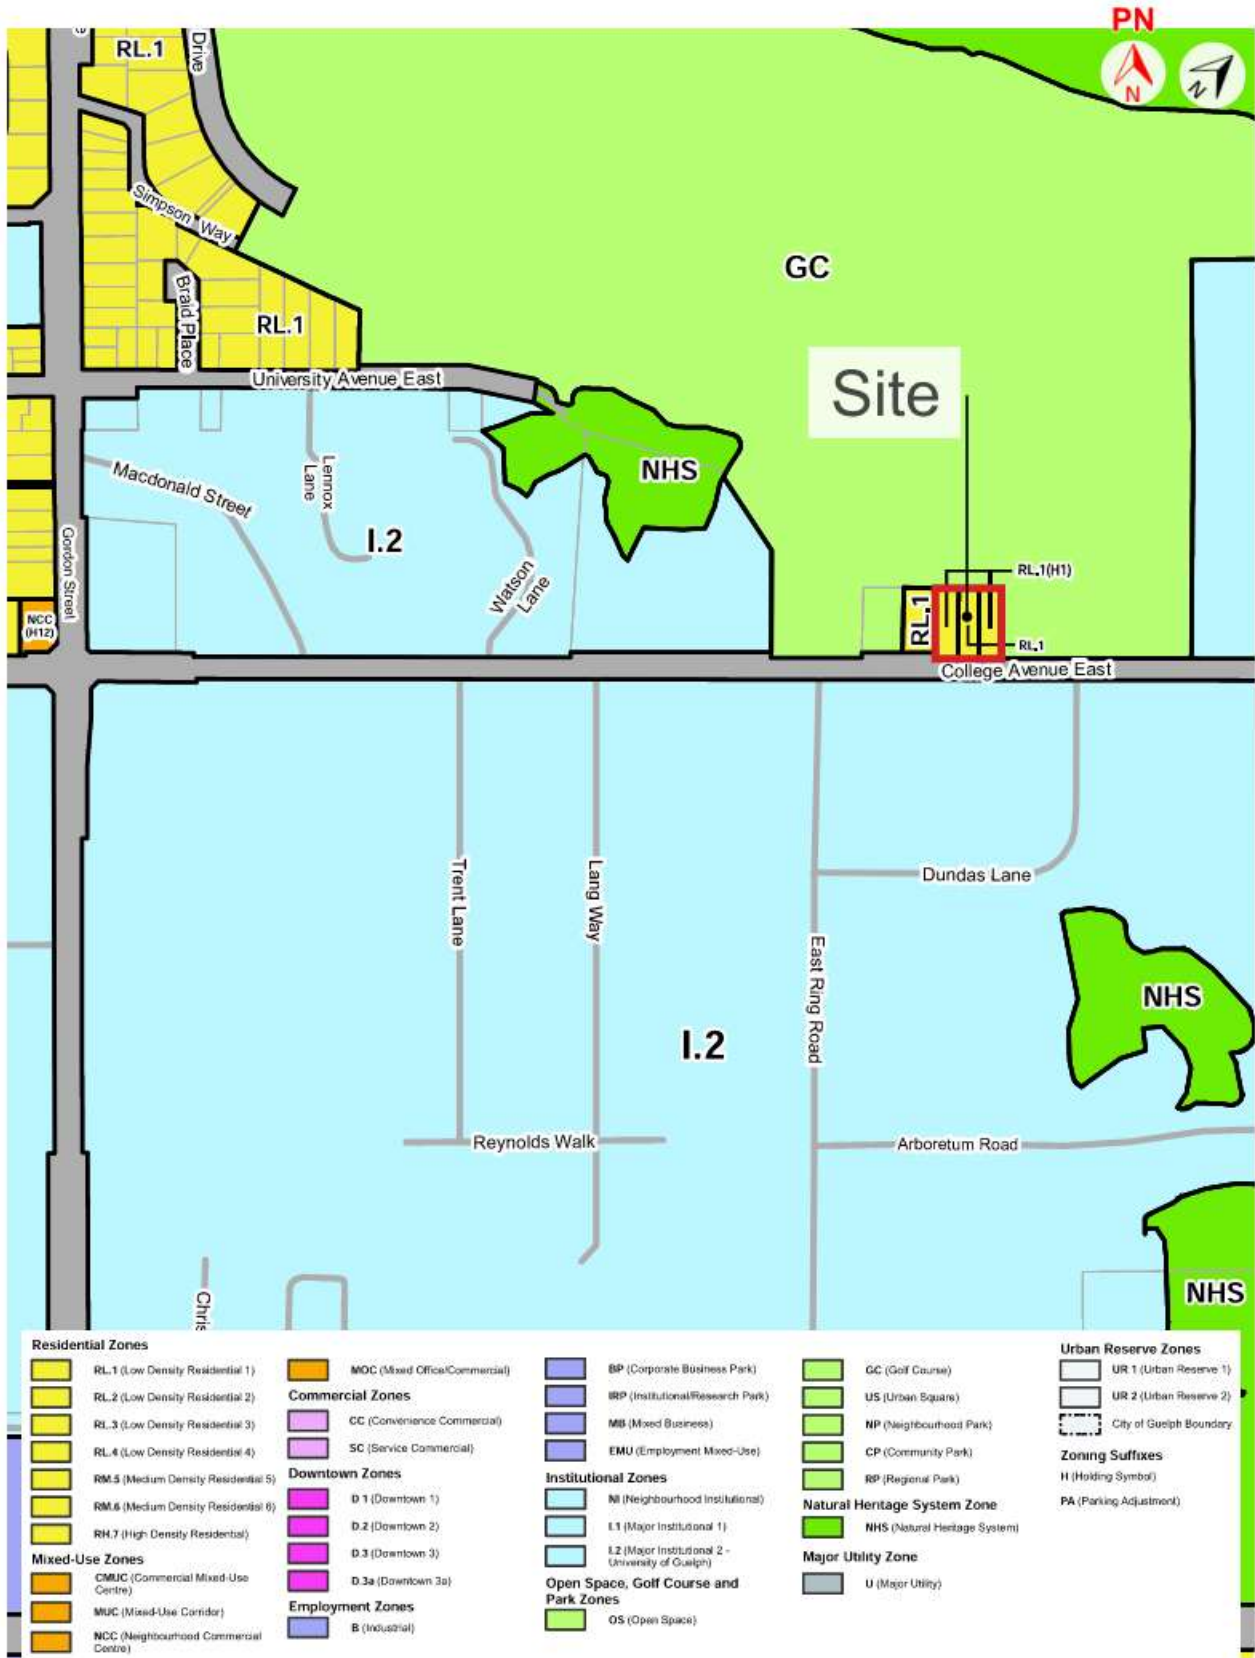 PN
N
N
RL.1
Drive
Simpson Way
Braid Place
RL.1
GC
University Avenue East
Site
Macdonald Street
Lennox
Lane
NHS
I.2
Gordon Street
Watson
Lane
NCC
(H12)
RL.1(H1)
RL.1
RL.1
College Avenue East
Trent Lane
Lang Way
Dundas Lane
East Ring Road
NHS
I.2
Reynolds Walk
Arboretum Road
Chris
NHS
Residential Zones
RL.1 (Low Density Residential 1)
RL.2 (Low Density Residential 2)
RL.3 (Low Density Residential 3)
RL.4 (Low Density Residential 4)
RM.5 (Medium Density Residential 5)
RM.6 (Medium Density Residential 6)
RH.7 (High Density Residential)
Mixed-Use Zones
CMUC (Commercial Mixed-Use
Centre)
MUC (Mixed-Use Corridor)
NCC (Neighbourhood Commercial
Centre)
MOC (Mixed Office/Commercial)
Commercial Zones
CC (Convenience Commercial)
SC (Service Commercial)
Downtown Zones
D 1 (Downtown 1)
D.2 (Downtown 2)
D.3 (Downtown 3)
D.3a (Downtown 3a)
Employment Zones
B (Industrial)
BP (Corporate Business Park)
IRP (Institutional/Research Park)
MB (Mixed Business)
EMU (Employment Mixed-Use)
Institutional Zones
NI (Neighbourhood Institutional)
I.1 (Major Institutional 1)
I.2 (Major Institutional 2 -
University of Guelph)
Open Space, Golf Course and
Park Zones
OS (Open Space)
GC (Golf Course)
US (Urban Square)
NP (Neighbourhood Park)
CP (Community Park)
RP (Regional Park)
Natural Heritage System Zone
NHS (Natural Heritage System)
Major Utility Zone
U (Major Utility)
Urban Reserve Zones
UR 1 (Urban Reserve 1)
UR 2 (Urban Reserve 2)
City of Guelph Boundary
Zoning Suffixes
H (Holding Symbol)
PA (Parking Adjustment)